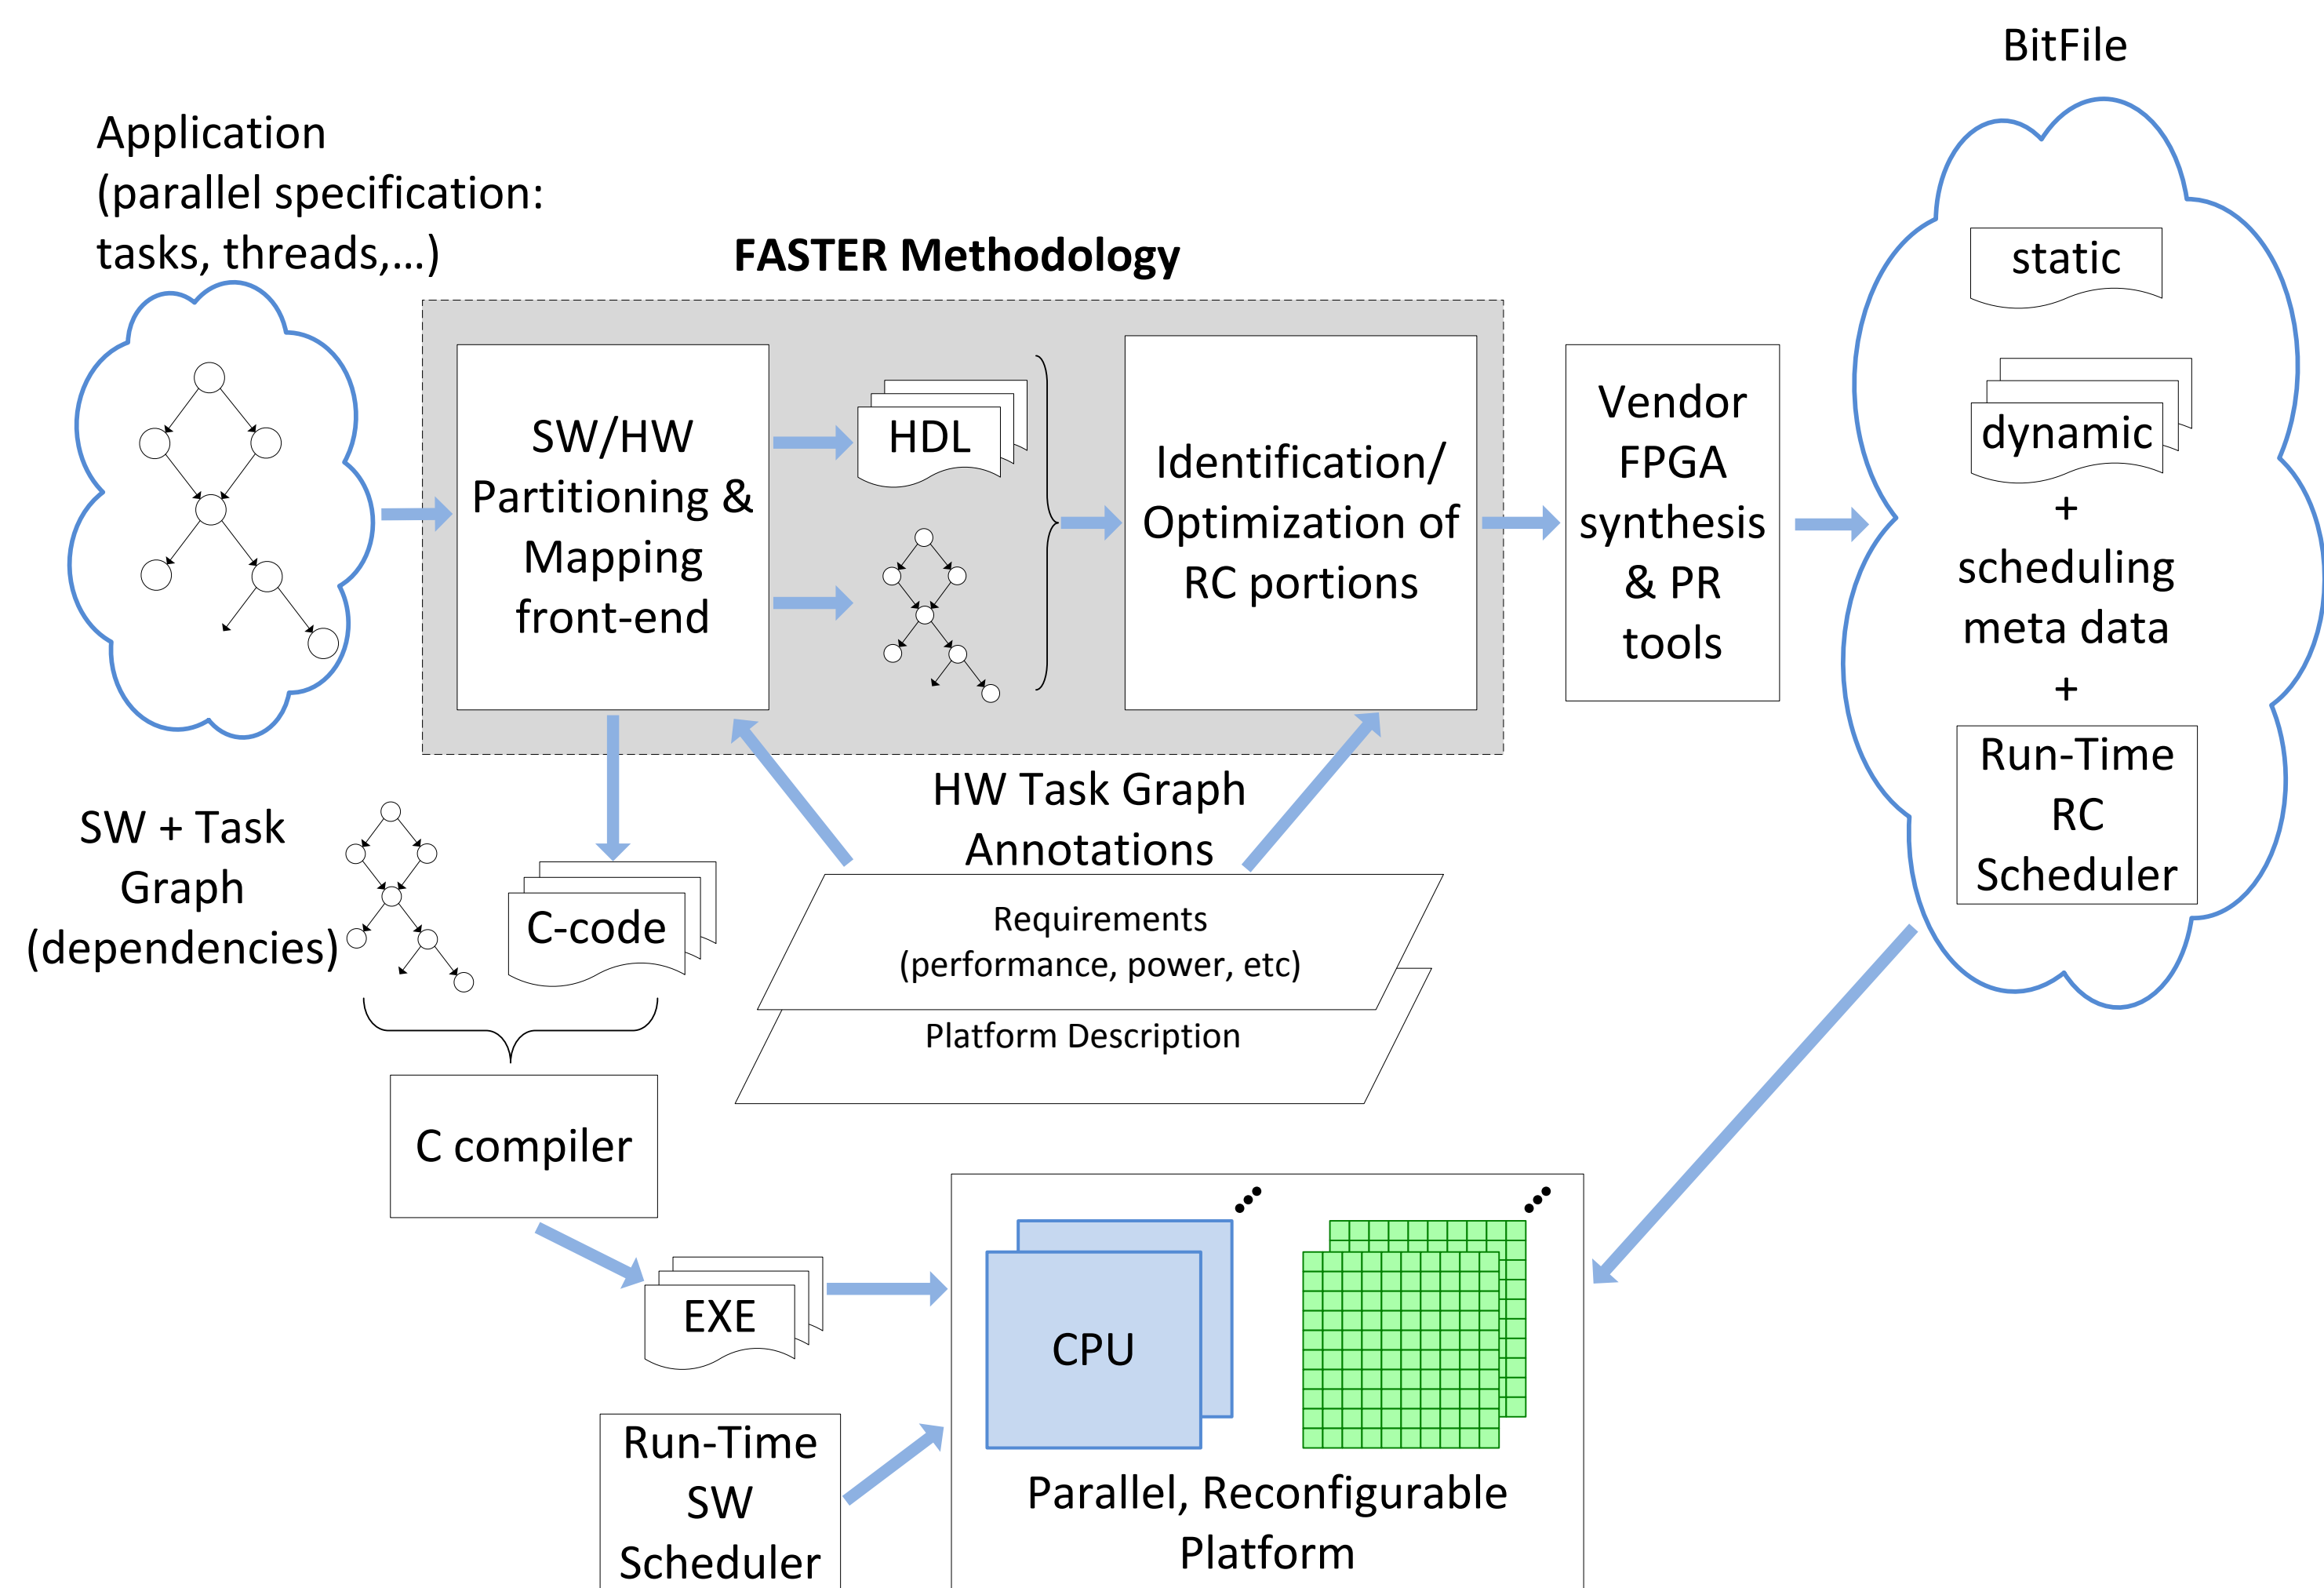 BitFile
Application
(parallel specification:
tasks, threads,...)
FASTER Methodology
SW/HW
Partitioning &
Mapping
front-end
HDL
Identification/
Optimization of
RC portions
Vendor
FPGA
synthesis
& PR
tools
static
dynamic
+
scheduling
meta data
+
Run-Time
RC
Scheduler
HW Task Graph
Annotations
SW + Task
Graph
(dependencies)
C-code
Requirements
(performance, power, etc)
Platform Description
C compiler
EXE
CPU
Run-Time
SW
Scheduler
Parallel, Reconfigurable
Platform